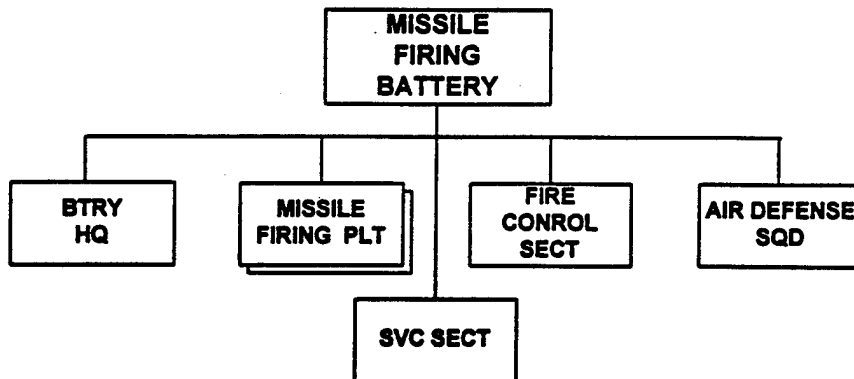 MISSILE
FIRING
BATTERY
BTRY
HQ
MISSILE
FIRING PLT
FIRE
CONROL
SECT
AIR DEFENSE
SQD
SVC SECT